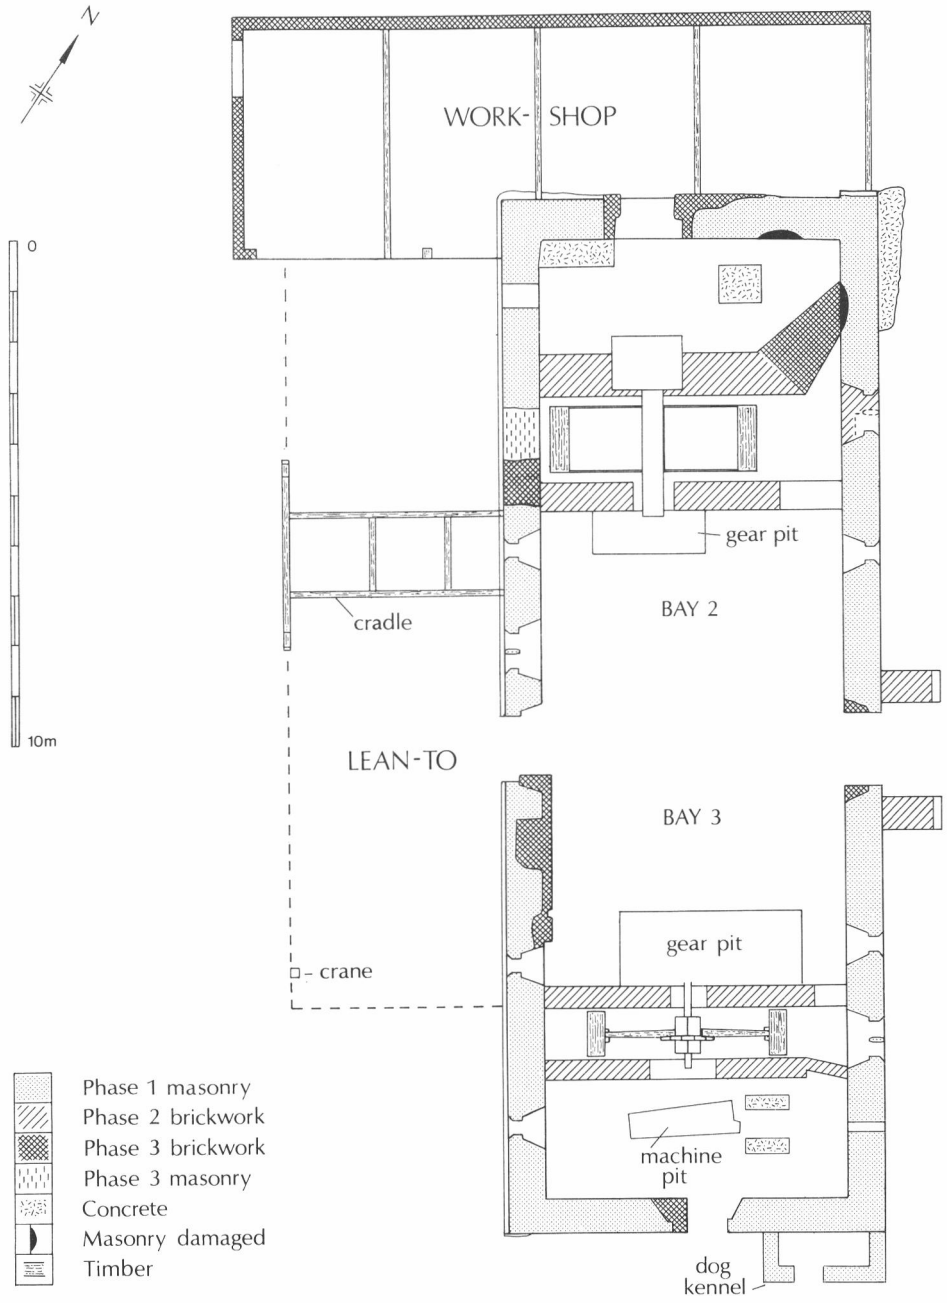 N
WORK- SHOP
0
gear pit
BAY 2
cradle
10m
LEAN-TO
BAY 3
gear pit
crane
Phase 1 masonry
Phase 2 brickwork
Phase 3 brickwork
Phase 3 masonry
Concrete
Masonry damaged
Timber
machine
pit
dog
kennel